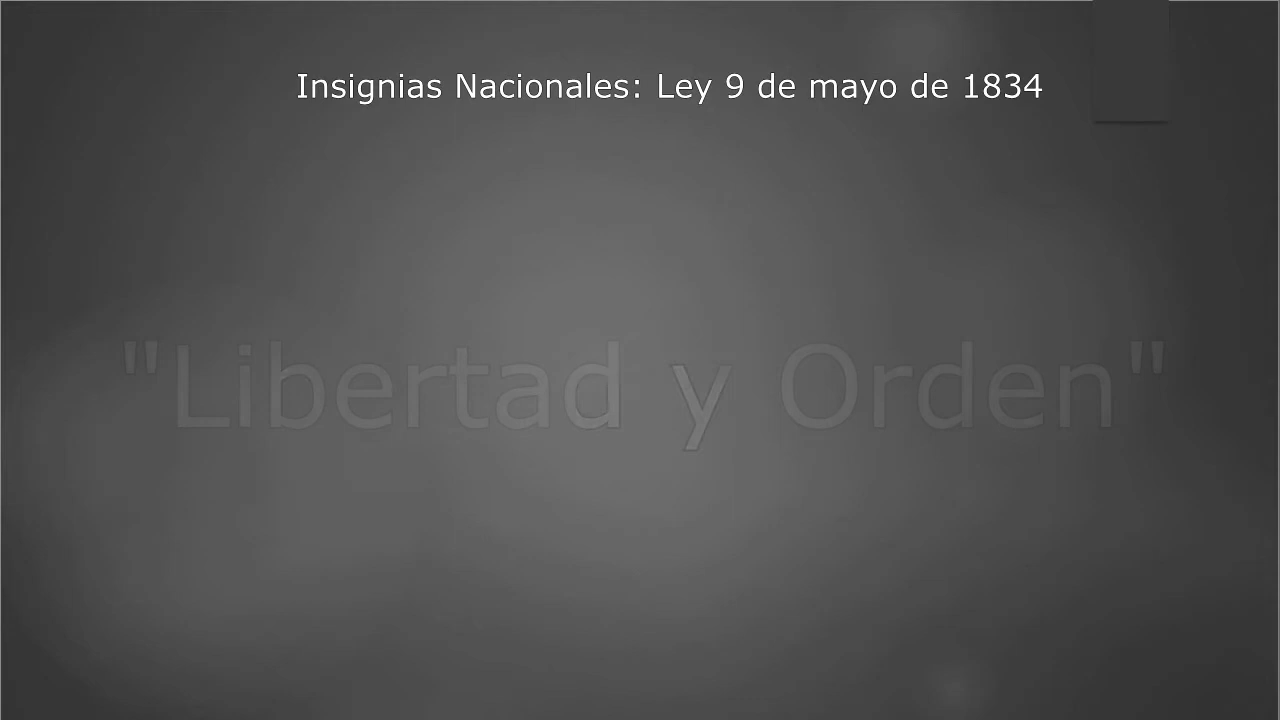 Insignias Nacionales: Ley 9 de mayo de 1834
"Libertad y Orden"